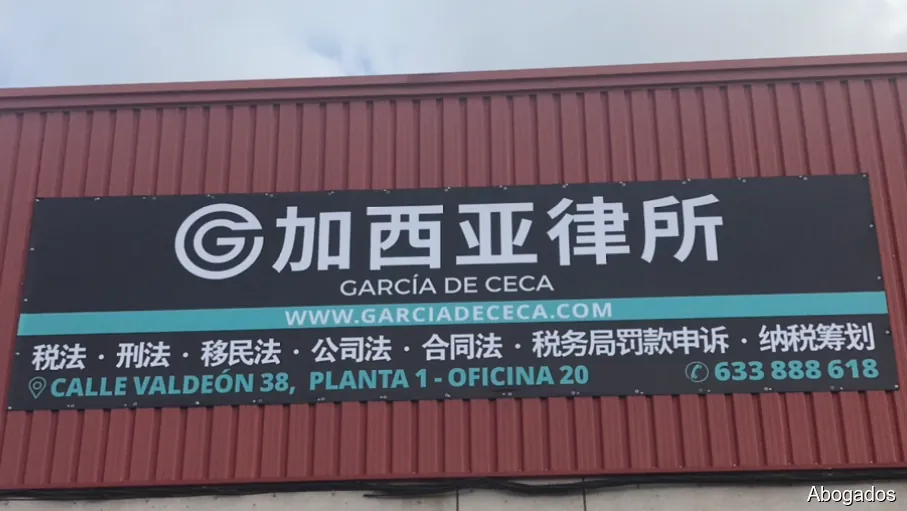 G 加西亚律所
GARCÍA DE CECA
WWW.GARCIADECECA.COM
税法 · 刑法 · 移民法 · 公司法 · 合同法 · 税务局罚款申诉 · 纳税筹划
CALLE VALDEÓN 38, PLANTA 1 - OFICINA 20 633 888 618
Abogados